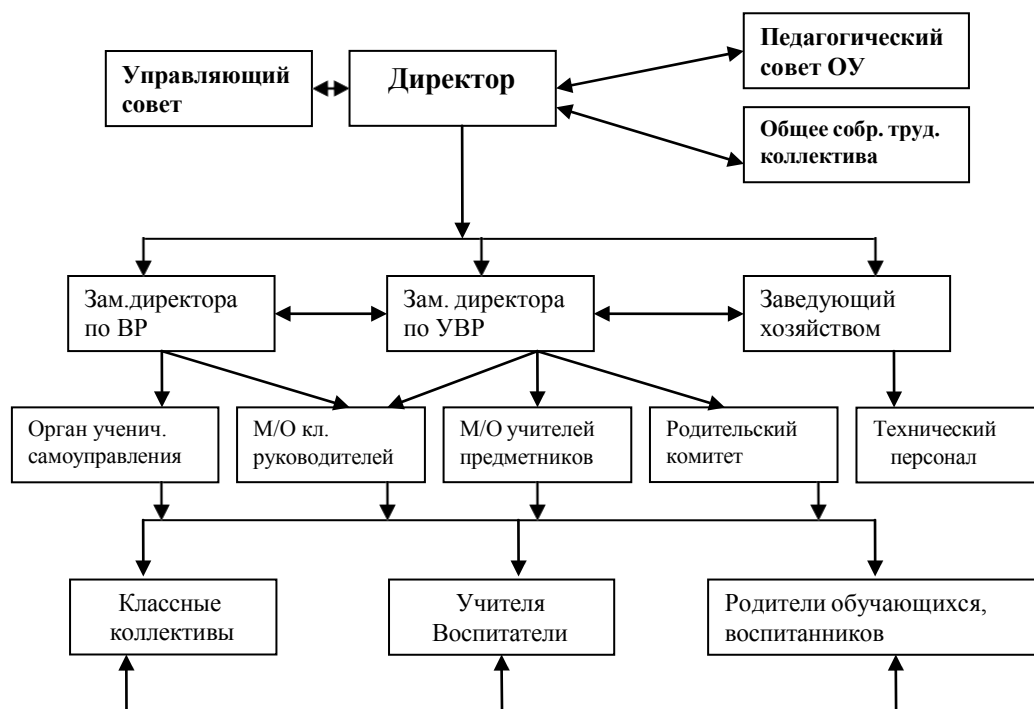 Управляющий
совет
Директор
Педагогический
совет ОУ
Общее собр. труд.
коллектива
Зам.директора
по ВР
Зам. директора
по УВР
Заведующий
хозяйством
Орган ученич.
самоуправления
М/О кл.
руководителей
М/О учителей
предметников
Родительский
комитет
Технический
персонал
Классные
коллективы
Учителя
Воспитатели
Родители обучающихся,
воспитанников